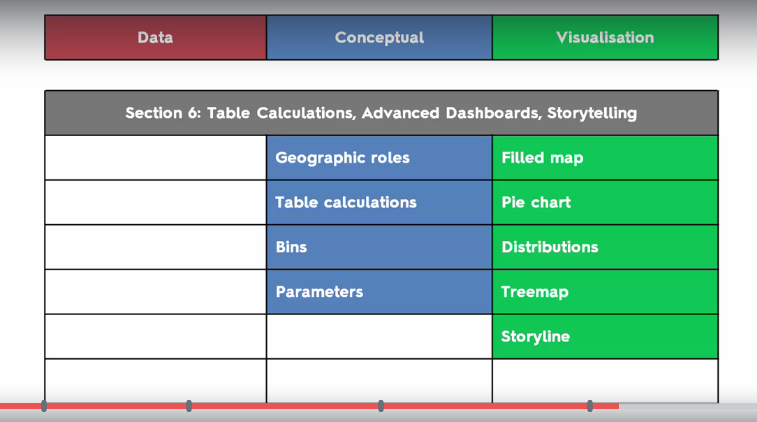 Data Conceptual Visualisation
Section 6: Table Calculations, Advanced Dashboards, Storytelling
Geographic roles Filled map
Table calculations Pie chart
Bins Distributions
Parameters Treemap
Storyline